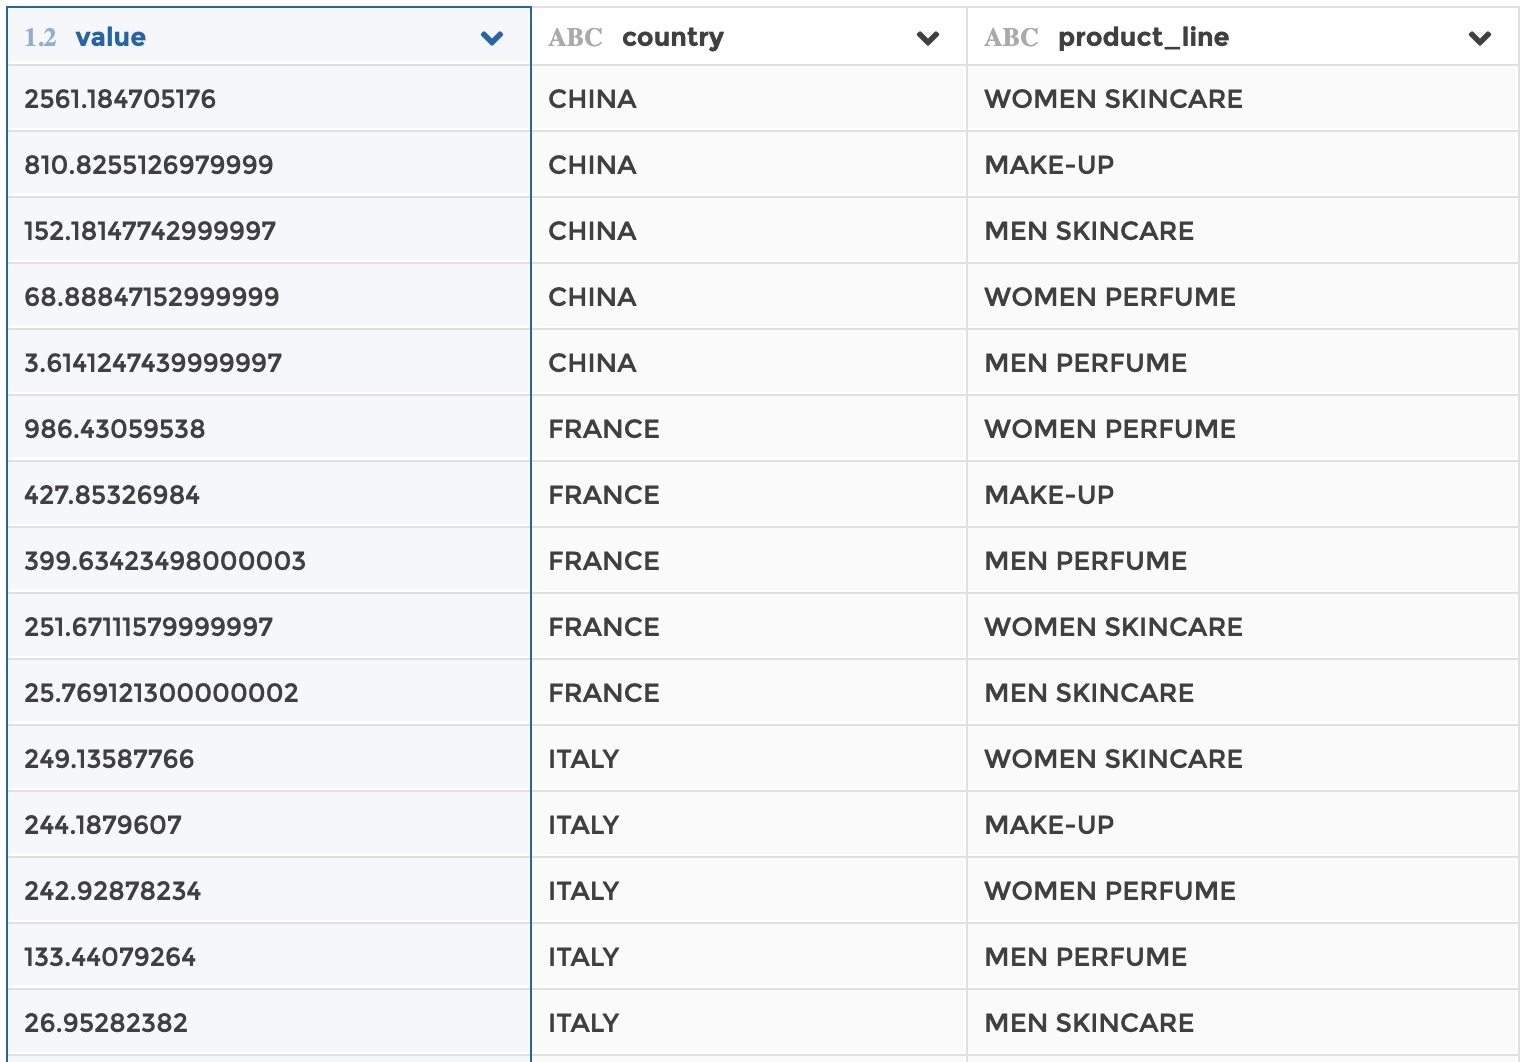 1.2 value ABC country ABC product_line
2561.184705176 CHINA WOMEN SKINCARE
810.8255126979999 CHINA MAKE-UP
152.18147742999997 CHINA MEN SKINCARE
68.88847152999999 CHINA WOMEN PERFUME
3.6141247439999997 CHINA MEN PERFUME
986.43059538 FRANCE WOMEN PERFUME
427.85326984 FRANCE MAKE-UP
399.63423498000003 FRANCE MEN PERFUME
251.67111579999997 FRANCE WOMEN SKINCARE
25.769121300000002 FRANCE MEN SKINCARE
249.13587766 ITALY WOMEN SKINCARE
244.1879607 ITALY MAKE-UP
242.92878234 ITALY WOMEN PERFUME
133.44079264 ITALY MEN PERFUME
26.95282382 ITALY MEN SKINCARE